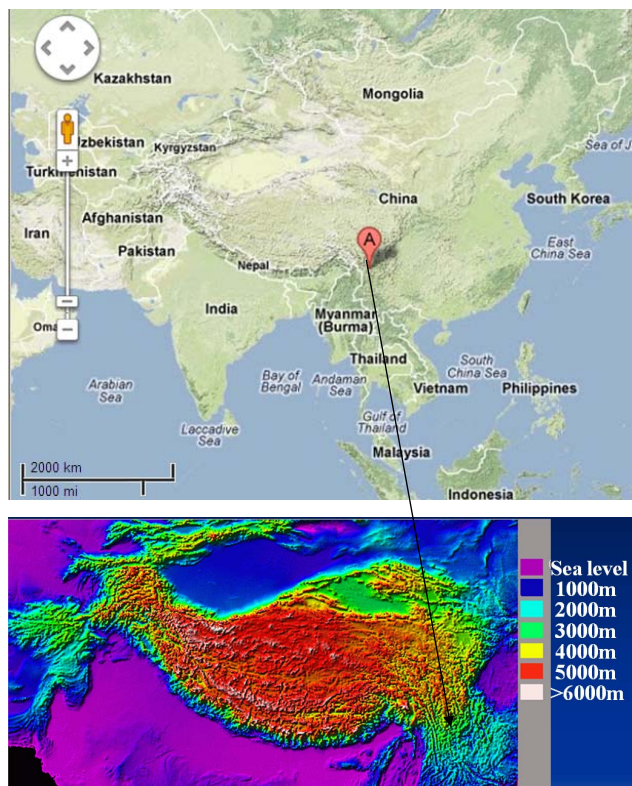 Kazakhstan
Mongolia
Sea of J
zbekistan
Kyrgyzstan
Turkmenistan
China
South Korea
Afghanistan
Iran
A
East
China Sea
Pakistan
Nepal
India
Myanmar
(Burma)
Oma
Thailand
South
China Sea
Bay of
Bengal
Andaman
Sea
Arabian
Sea
Vietnam
Philippines
Gulf of
Thailand
Laccadive
Sea
Malaysia
2000 km
1000 mi
Indonesia
Sea level
1000m
2000m
3000m
4000m
5000m
>6000m